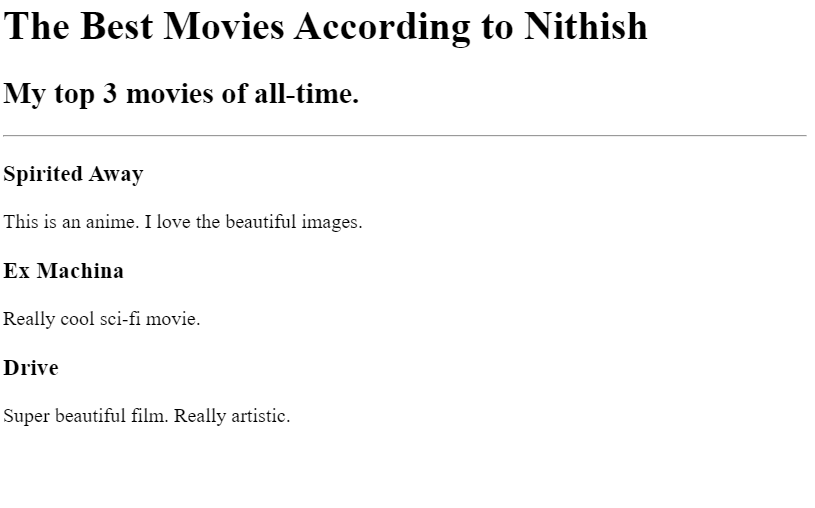 The Best Movies According to Nithish
My top 3 movies of all-time.
Spirited Away
This is an anime. I love the beautiful images.
Ex Machina
Really cool sci-fi movie.
Drive
Super beautiful film. Really artistic.